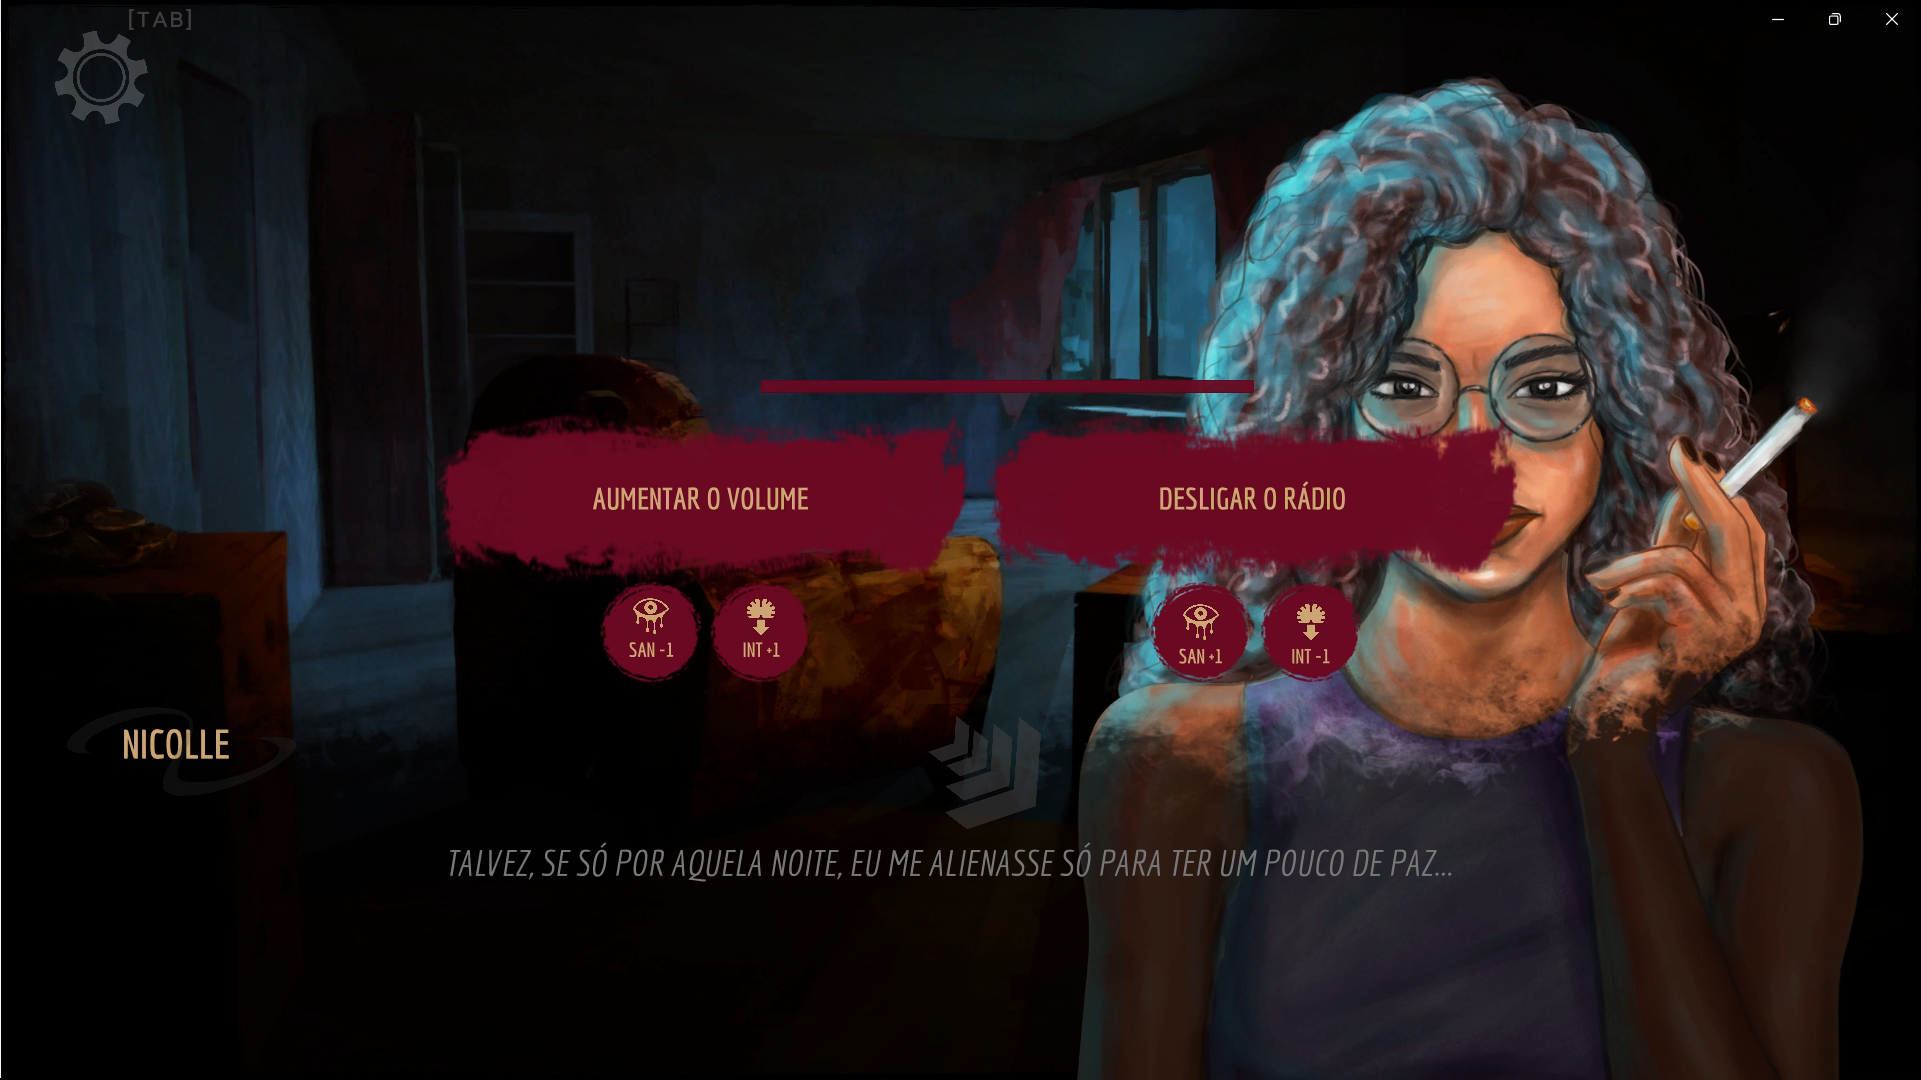 [TAB]
AUMENTAR O VOLUME
DESLIGAR O RÁDIO
SAN -1
INT +1
SAN +1
INT -1
NICOLLE
TALVEZ, SE SÓ POR AQUELA NOITE, EU ME ALIENASSE SÓ PARA TER UM POUCO DE PAZ...